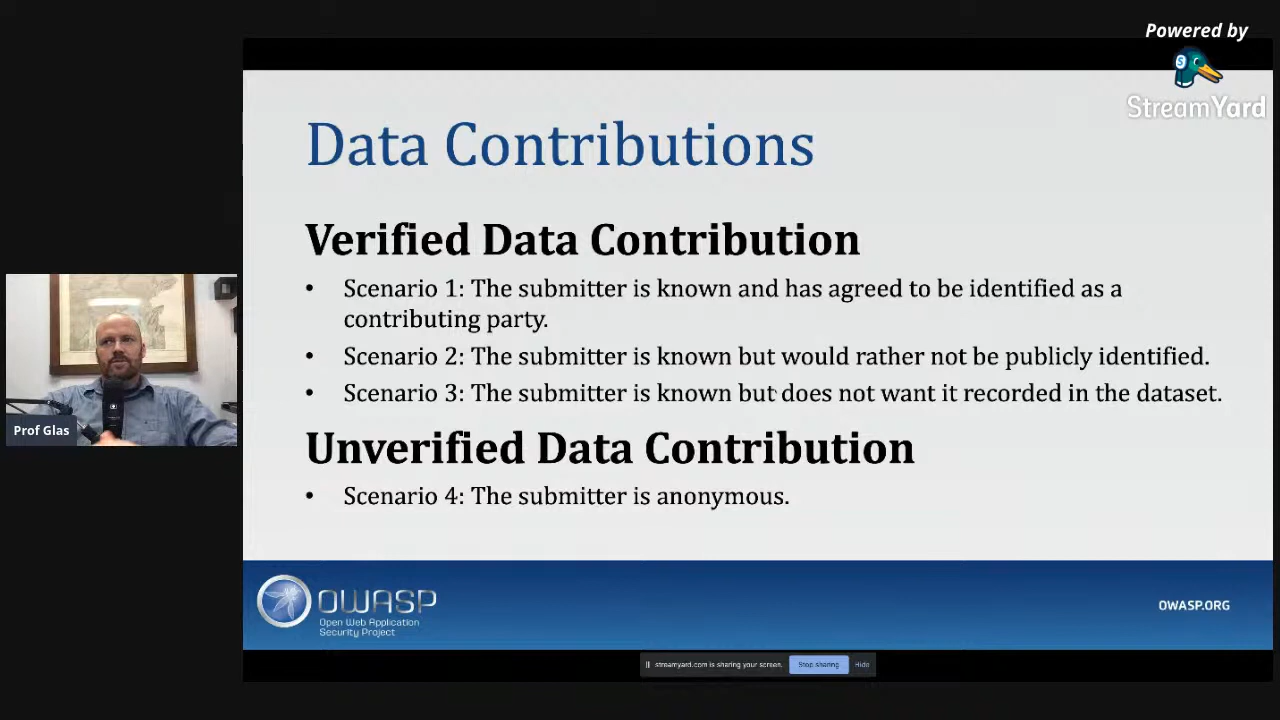 Powered by
StreamYard
Data Contributions
Verified Data Contribution
• Scenario 1: The submitter is known and has agreed to be identified as a
contributing party.
• Scenario 2: The submitter is known but would rather not be publicly identified.
• Scenario 3: The submitter is known but does not want it recorded in the dataset.
Unverified Data Contribution
• Scenario 4: The submitter is anonymous.
Prof Glas
OWASP
Open Web Application
Security Project
OWASP.ORG
streamyard.com is sharing your screen.
Stop sharing
Hide